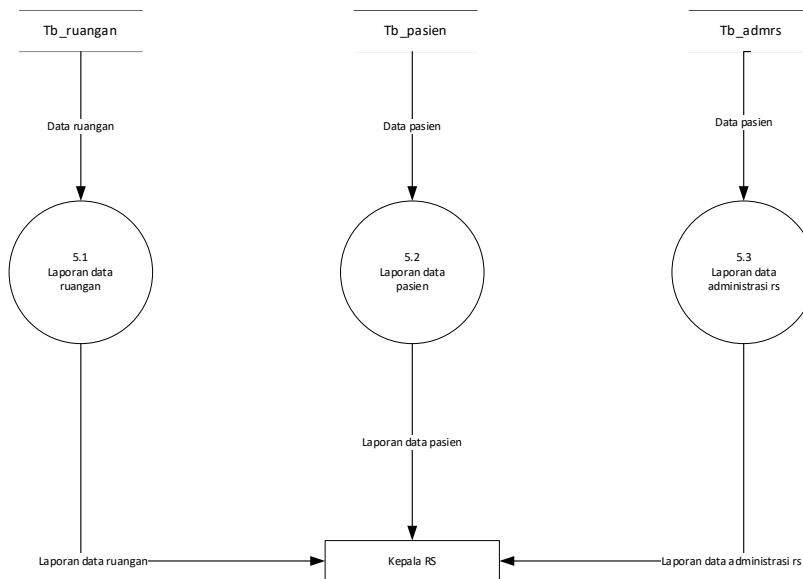 Tb_ruangan
Tb_pasien
Tb_admrs
Data ruangan
Data pasien
Data pasien
5.1
Laporan data
ruangan
5.2
Laporan data
pasien
5.3
Laporan data
administrasi rs
Laporan data pasien
Laporan data ruangan
Kepala RS
Laporan data administrasi rs